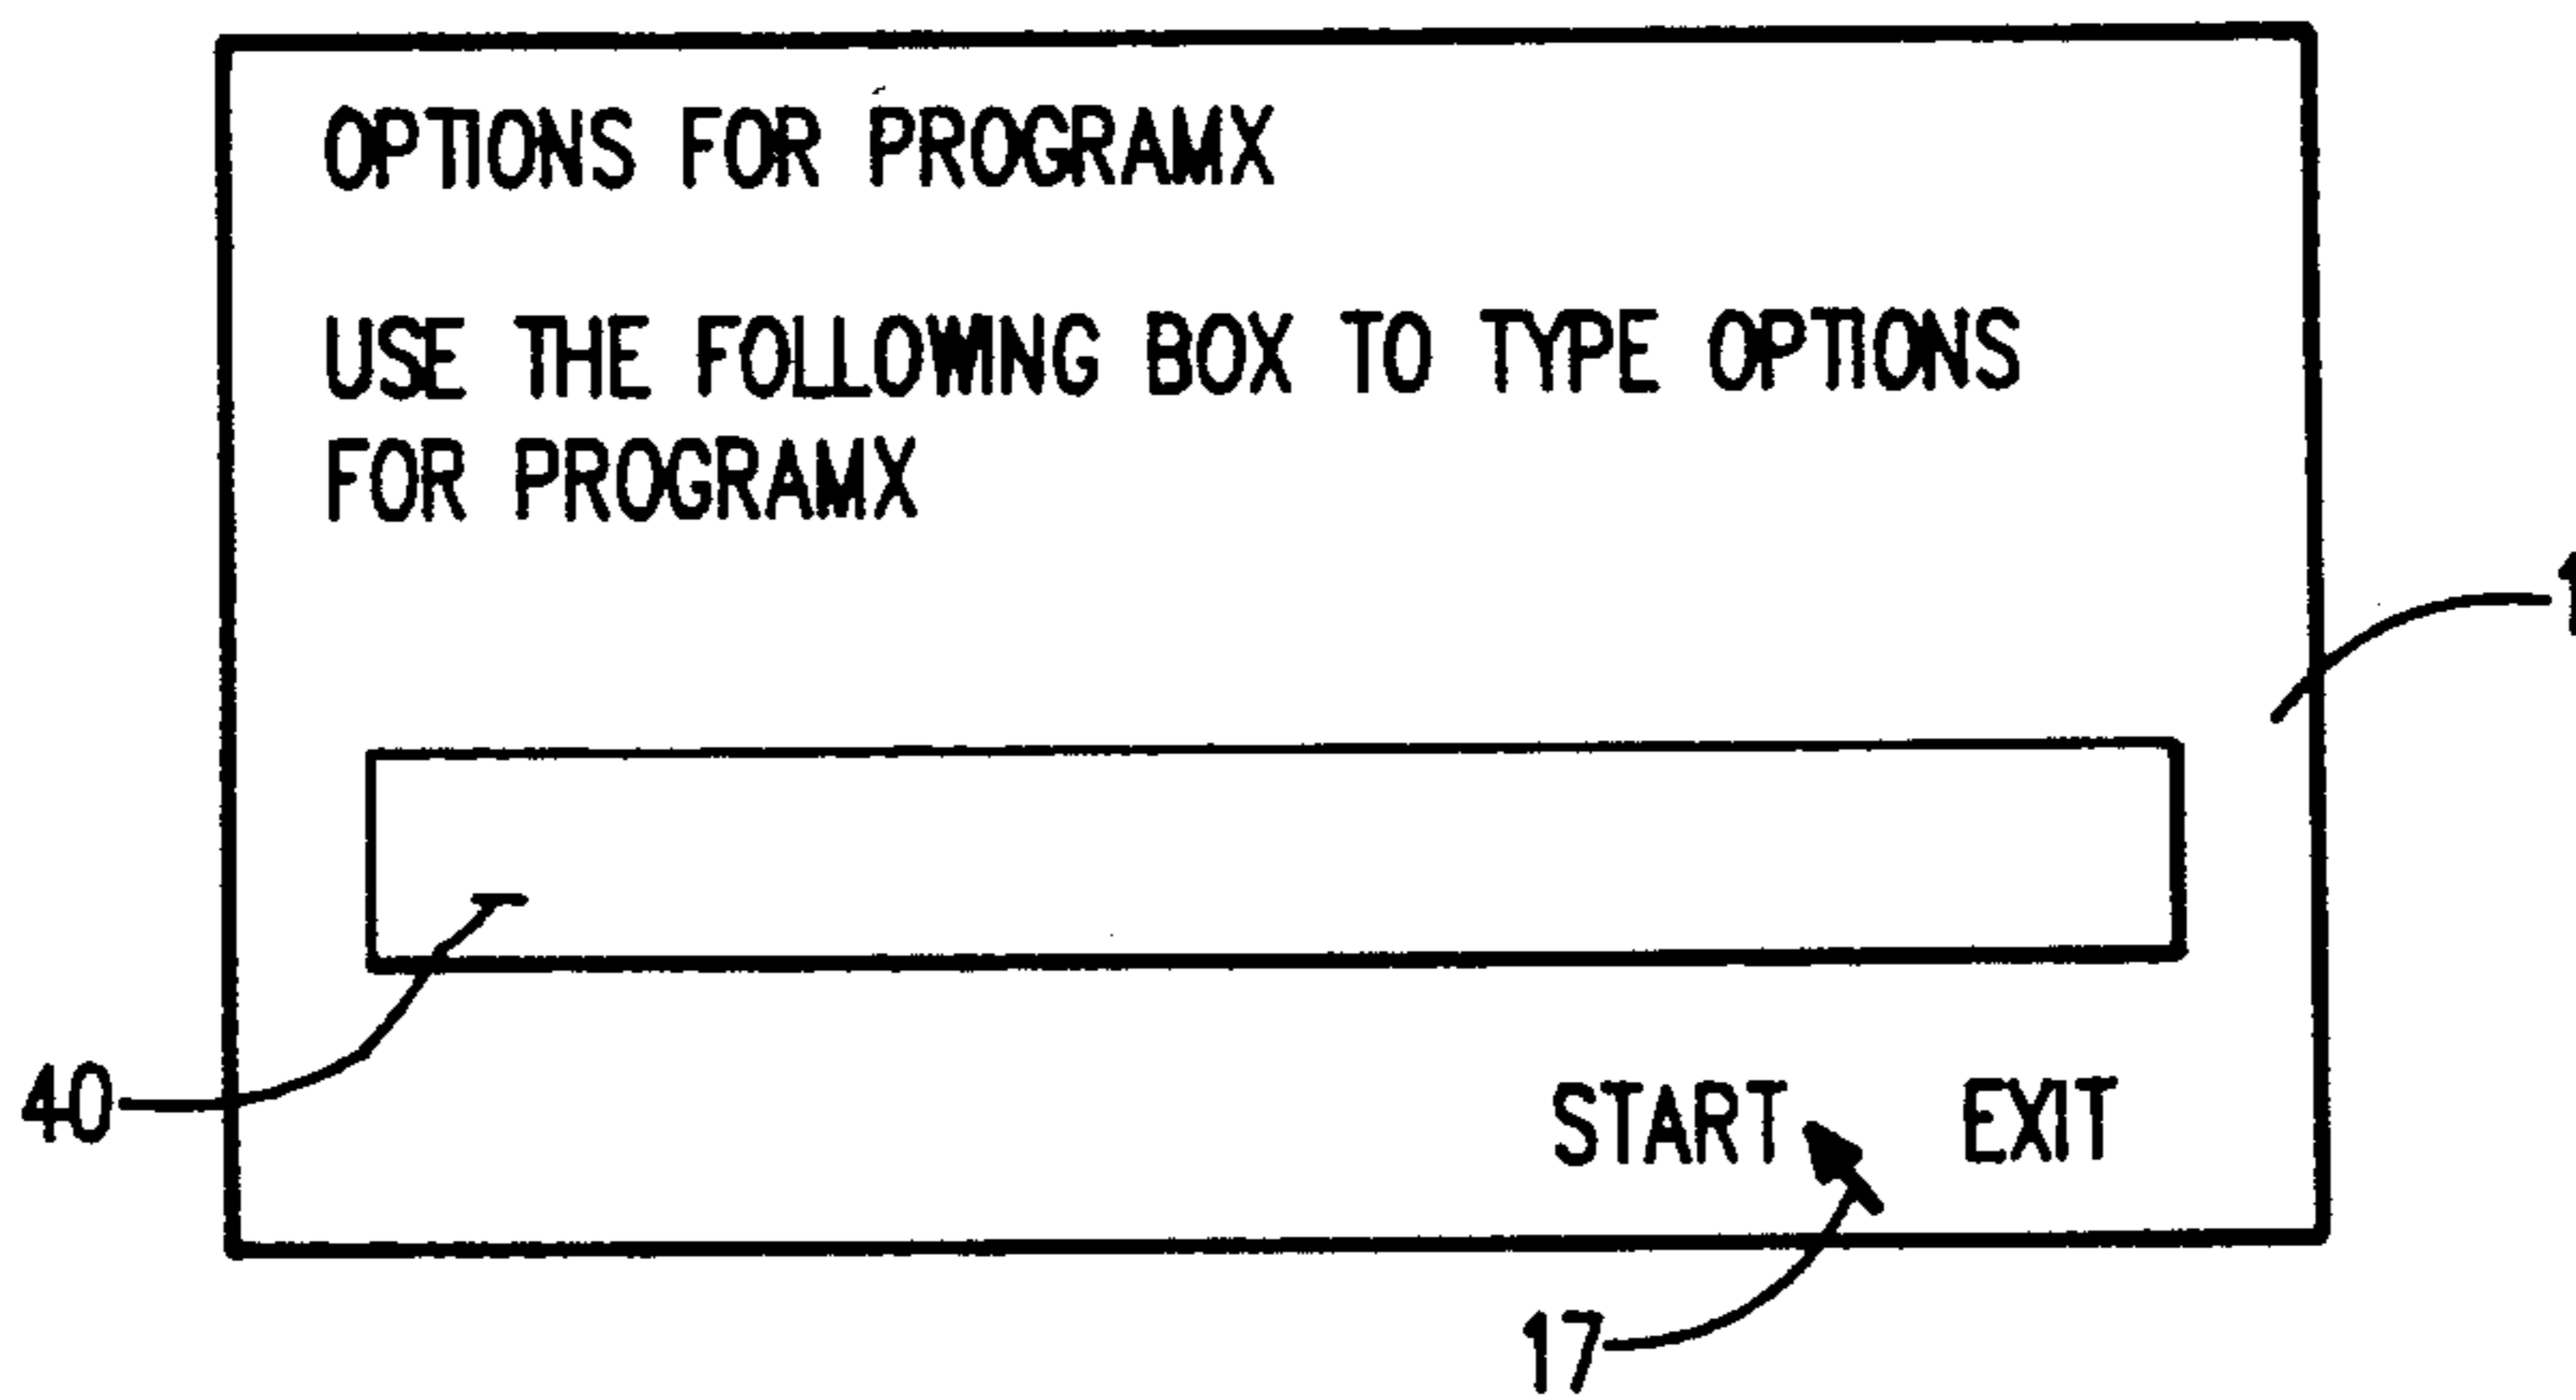 OPTIONS FOR PROGRAMX
USE THE FOLLOWING BOX TO TYPE OPTIONS
FOR PROGRAMX
40
START EXIT
17